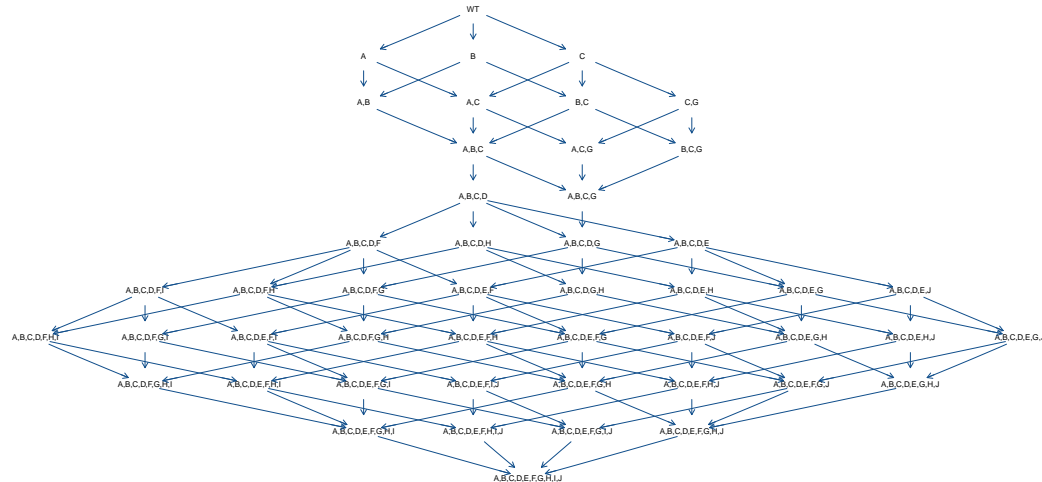 WT
A
B
C
A,B
A,C
B,C
C,G
A,B,C
A,C,G
B,C,G
A,B,C,D
A,B,C,G
A,B,C,D,F
A,B,C,D,H
A,B,C,D,G
A,B,C,D,E
A,B,C,D,F,I
A,B,C,D,F,H
A,B,C,D,F,G
A,B,C,D,E,F
A,B,C,D,G,H
A,B,C,D,E,H
A,B,C,D,E,G
A,B,C,D,E,J
A,B,C,D,F,H,I
A,B,C,D,F,G,I
A,B,C,D,E,F,I
A,B,C,D,F,G,H
A,B,C,D,E,F,H
A,B,C,D,E,F,G
A,B,C,D,E,F,J
A,B,C,D,E,G,H
A,B,C,D,E,H,J
A,B,C,D,E,G,
A,B,C,D,F,G,H,I
A,B,C,D,E,F,H,I
A,B,C,D,E,F,G,I
A,B,C,D,E,F,I,J
A,B,C,D,E,F,G,H
A,B,C,D,E,F,H,J
A,B,C,D,E,F,G,J
A,B,C,D,E,G,H,J
A,B,C,D,E,F,G,H,I
A,B,C,D,E,F,H,I,J
A,B,C,D,E,F,G,I,J
A,B,C,D,E,F,G,H,J
A,B,C,D,E,F,G,H,I,J